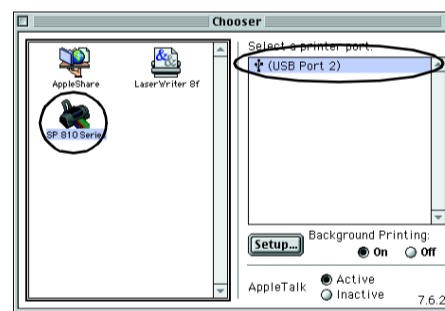 Chooser
AppleShare
LaserWriter 8f
SP 810 Series
Select a printer port:
(USB Port 2)
Setup...
Background Printing:
On Off
AppleTalk
Active
Inactive
7.6.2